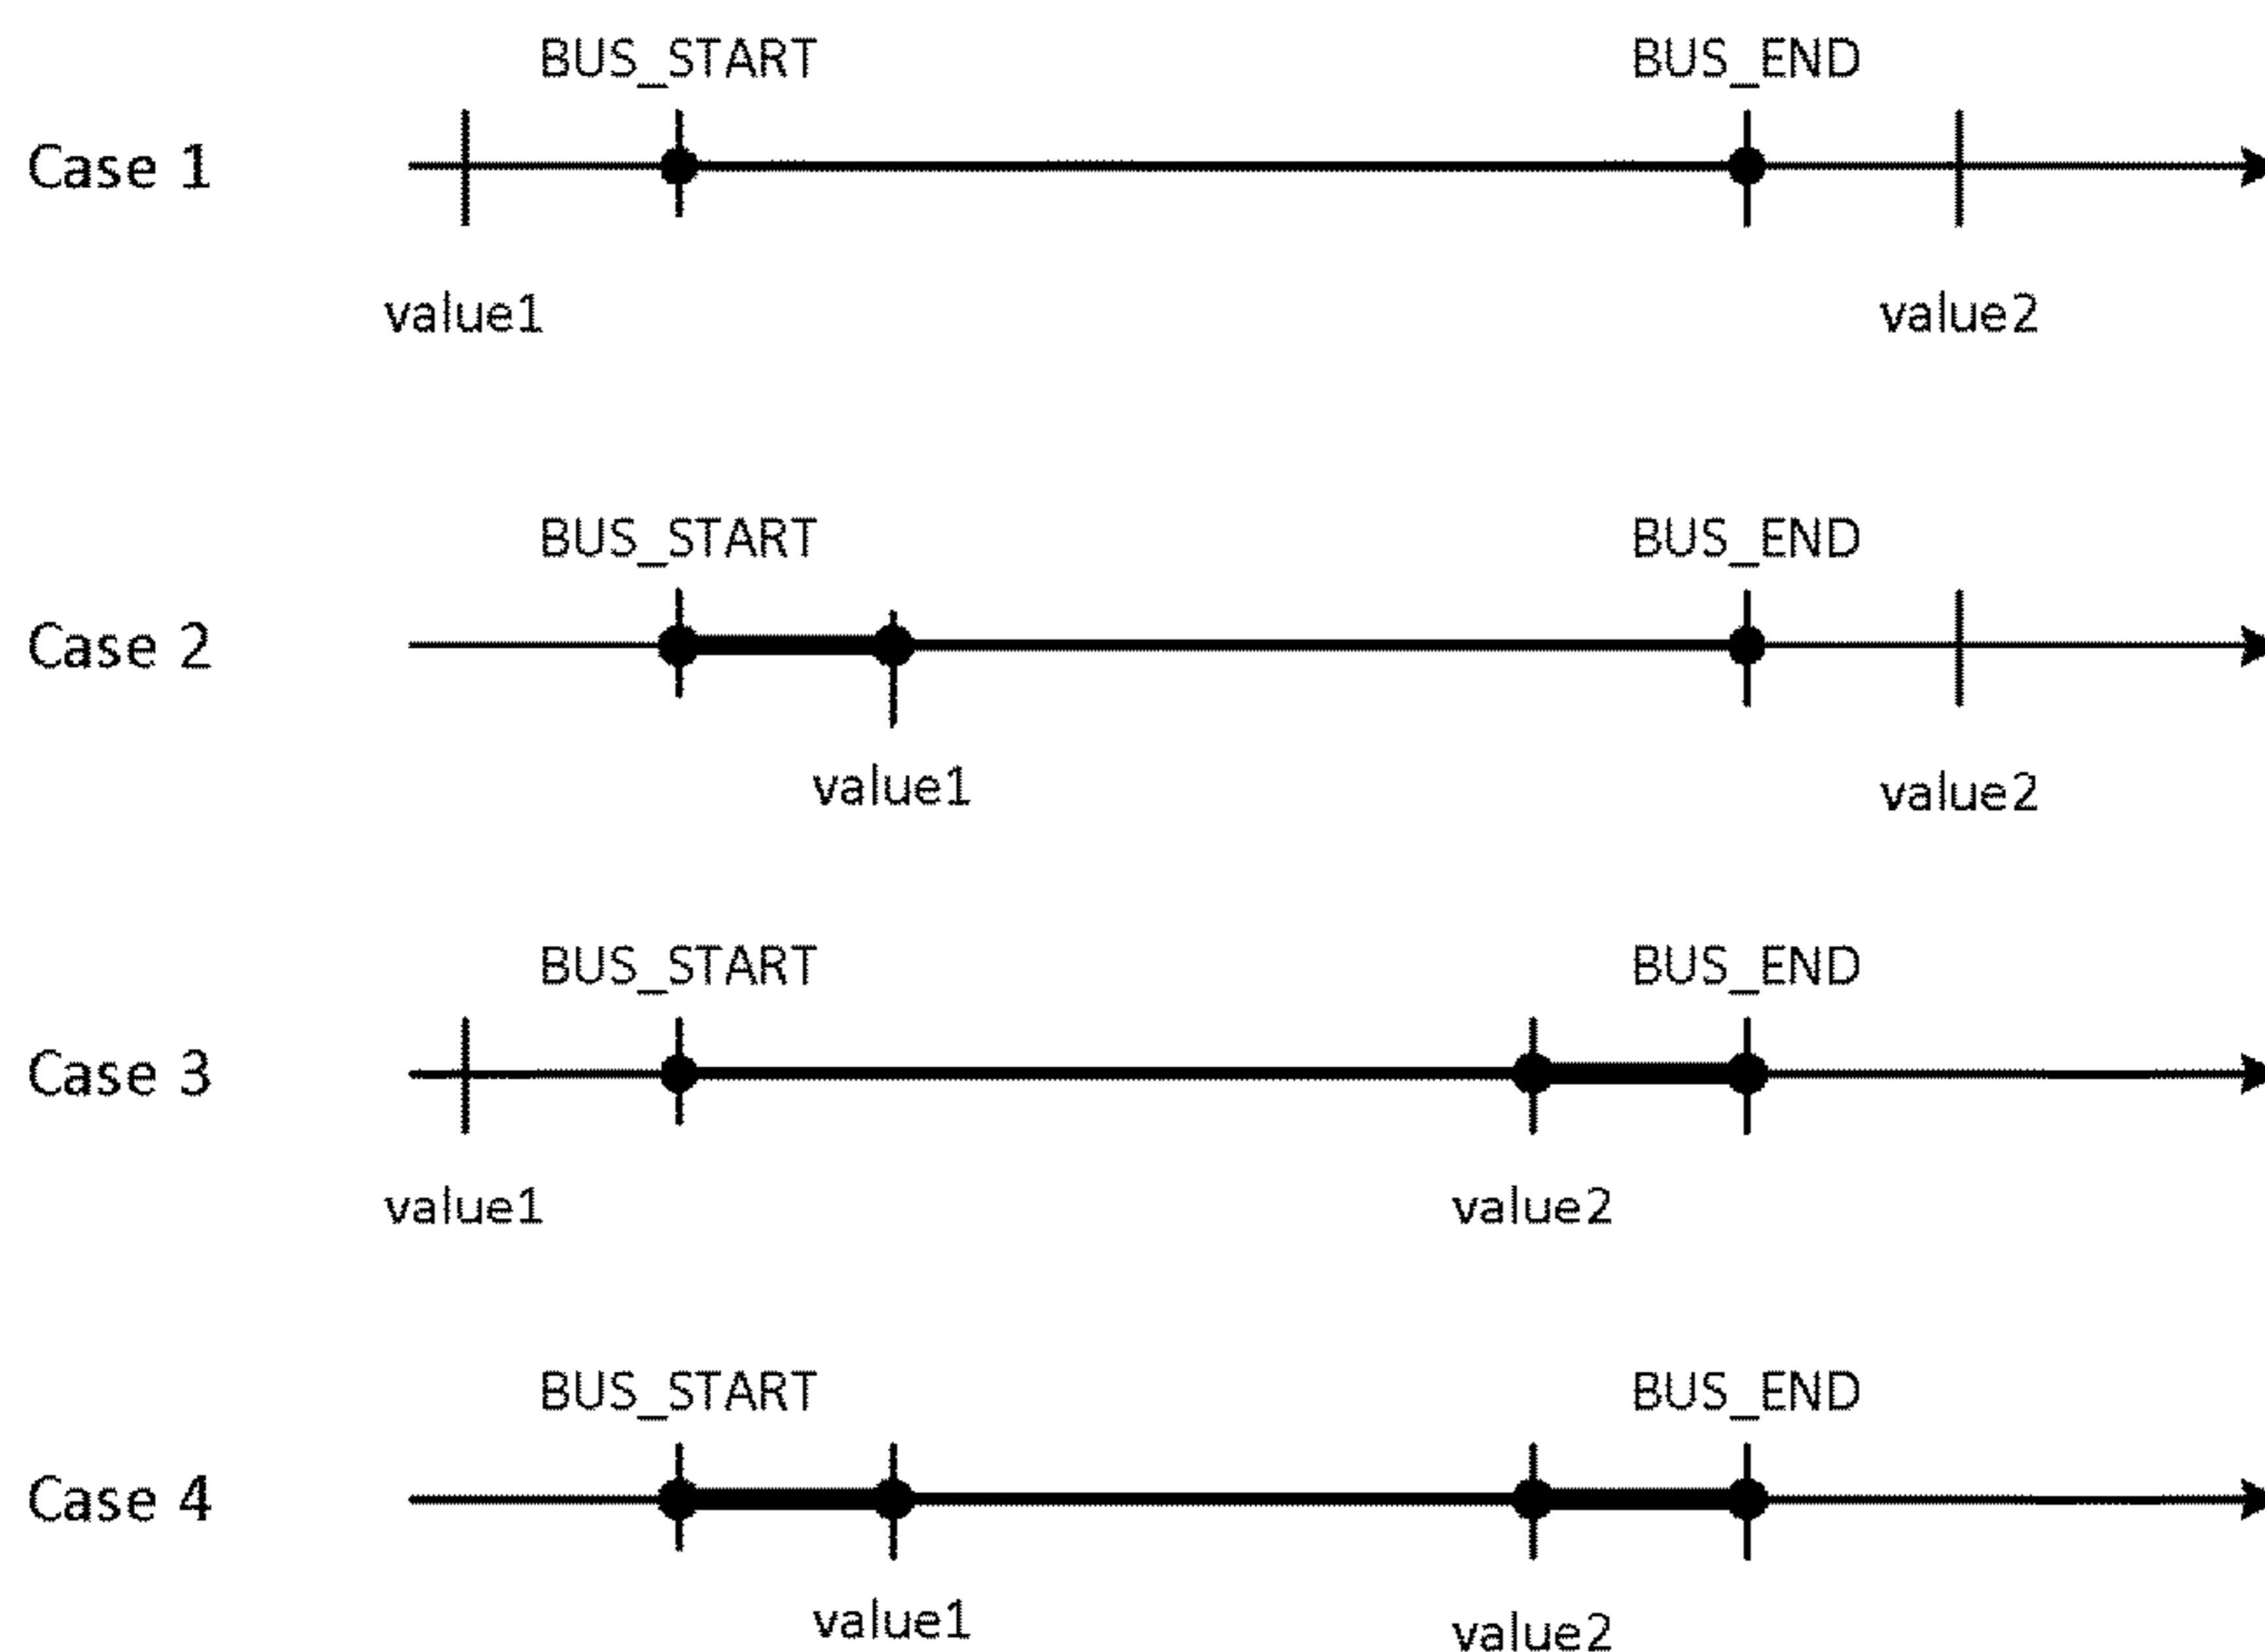 BUS_START BUS_END
Case 1
value1 value2
BUS_START BUS_END
Case 2
value1 value2
BUS_START BUS_END
Case 3
value1 value2
BUS_START BUS_END
Case 4
value1 value2